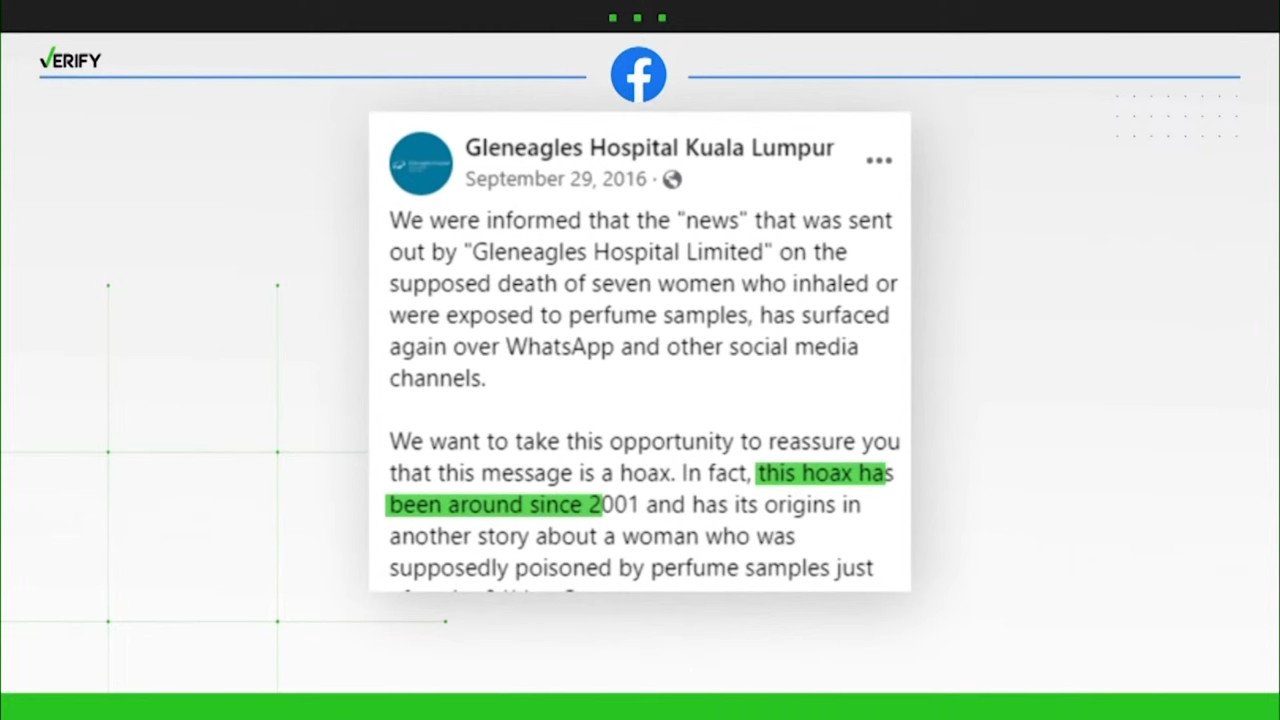 VERIFY
Gleneagles Hospital Kuala Lumpur
September 29, 2016 ·
We were informed that the "news" that was sent
out by "Gleneagles Hospital Limited" on the
supposed death of seven women who inhaled or
were exposed to perfume samples, has surfaced
again over WhatsApp and other social media
channels.
We want to take this opportunity to reassure you
that this message is a hoax. In fact, this hoax has
been around since 2001 and has its origins in
another story about a woman who was
supposedly poisoned by perfume samples just